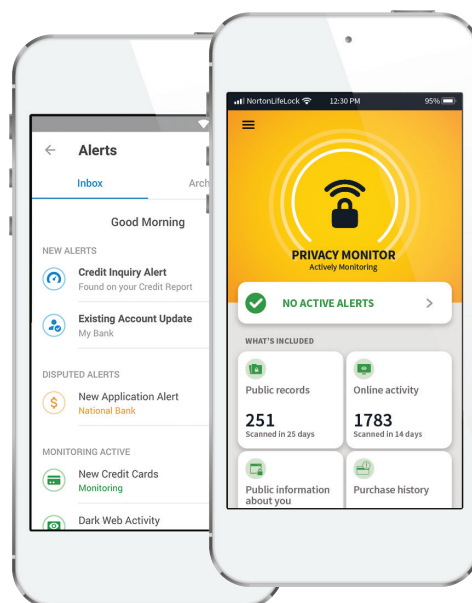 Alerts
Inbox
Arch
Good Morning
NEW ALERTS
Credit Inquiry Alert
Found on your Credit Report
Existing Account Update
My Bank
DISPUTED ALERTS
$
New Application Alert
National Bank
MONITORING ACTIVE
New Credit Cards
Monitoring
Dark Web Activity
NortonLifeLock
12:30 PM
95%
PRIVACY MONITOR
Actively Monitoring
NO ACTIVE ALERTS
WHAT'S INCLUDED
Public records
251
Scanned in 25 days
Online activity
1783
Scanned in 14 days
Public information
about you
Purchase history